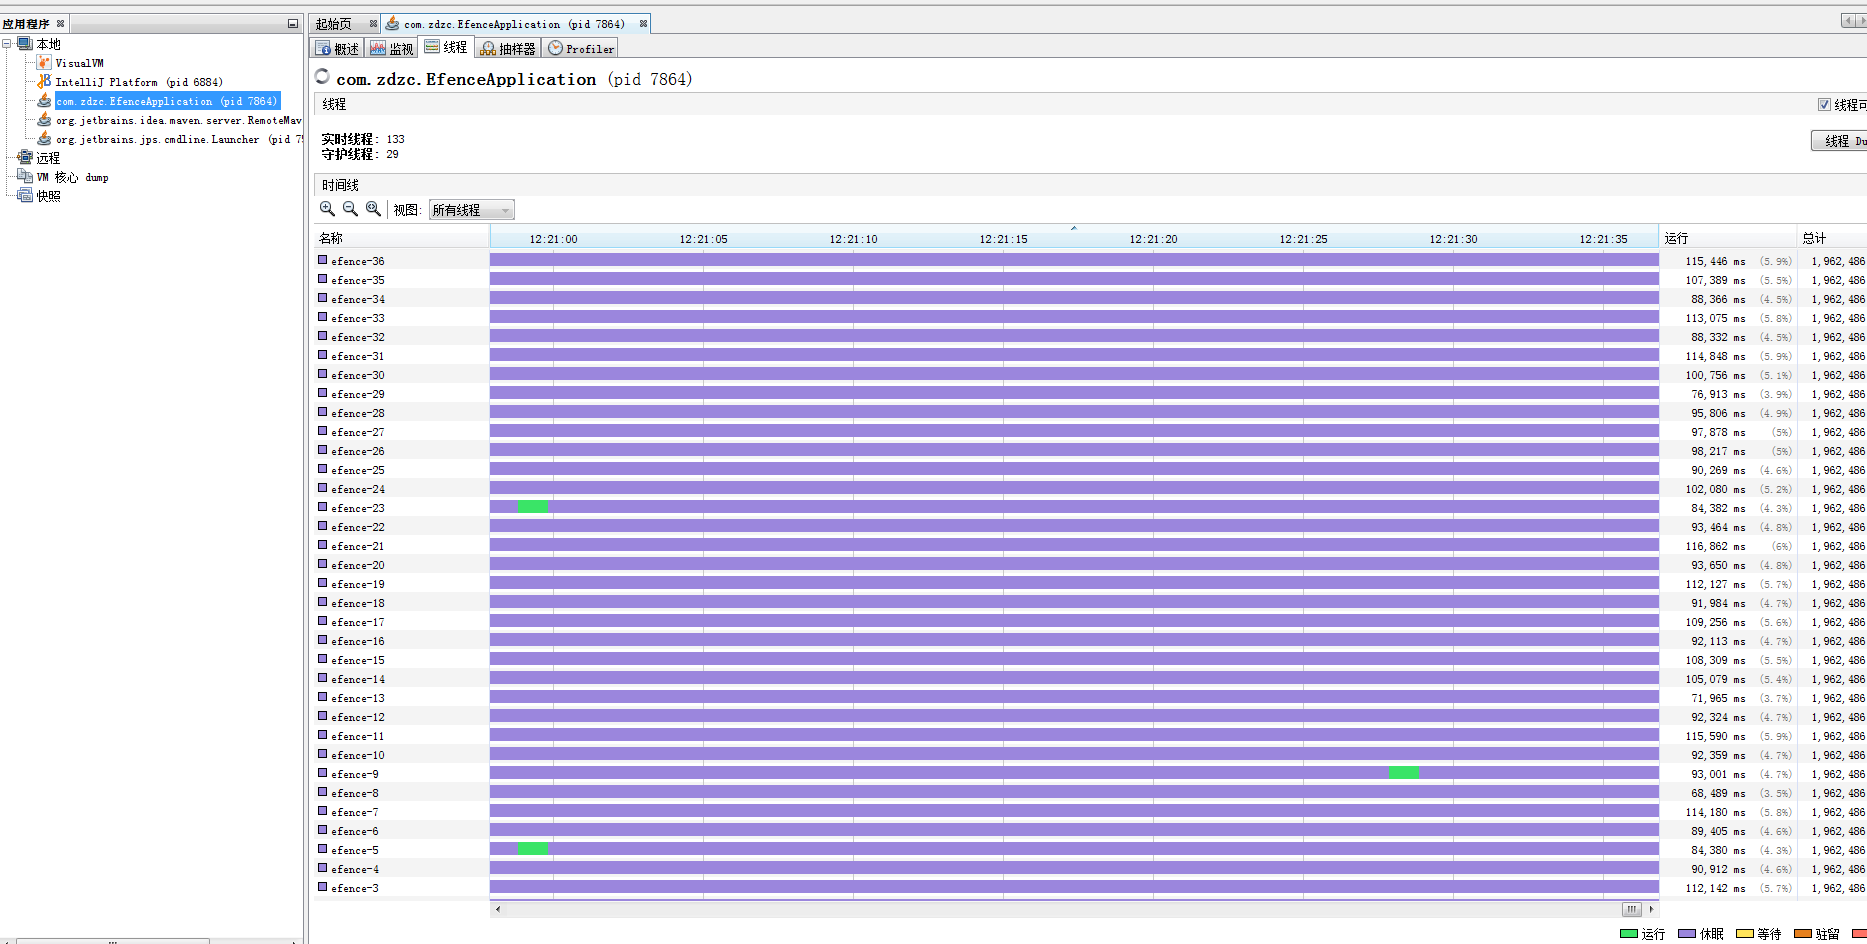 应用程序
本地
VisualVM
IntelliJ Platform (pid 6884)
com.zdzc.EfenceApplication (pid 7864)
org.jetbrains.idea.maven.server.RemoteMav
org.jetbrains.jps.cmdline.Launcher (pid 7
远程
VM 核心 dump
快照
起始页
com.zdzc.EfenceApplication (pid 7864)
概述 监视 线程 抽样器 Profiler
com.zdzc.EfenceApplication (pid 7864)
线程
线程可
实时线程: 133
守护线程: 29
线程 Du
时间线
视图: 所有线程
名称 12:21:00 12:21:05 12:21:10 12:21:15 12:21:20 12:21:25 12:21:30 12:21:35 运行 总计
efence-36 115,446 ms (5.9%) 1,962,486
efence-35 107,389 ms (5.5%) 1,962,486
efence-34 88,366 ms (4.5%) 1,962,486
efence-33 113,075 ms (5.8%) 1,962,486
efence-32 88,332 ms (4.5%) 1,962,486
efence-31 114,848 ms (5.9%) 1,962,486
efence-30 100,756 ms (5.1%) 1,962,486
efence-29 76,913 ms (3.9%) 1,962,486
efence-28 95,806 ms (4.9%) 1,962,486
efence-27 97,878 ms (5%) 1,962,486
efence-26 98,217 ms (5%) 1,962,486
efence-25 90,269 ms (4.6%) 1,962,486
efence-24 102,080 ms (5.2%) 1,962,486
efence-23 84,382 ms (4.3%) 1,962,486
efence-22 93,464 ms (4.8%) 1,962,486
efence-21 116,862 ms (6%) 1,962,486
efence-20 93,650 ms (4.8%) 1,962,486
efence-19 112,127 ms (5.7%) 1,962,486
efence-18 91,984 ms (4.7%) 1,962,486
efence-17 109,256 ms (5.6%) 1,962,486
efence-16 92,113 ms (4.7%) 1,962,486
efence-15 108,309 ms (5.5%) 1,962,486
efence-14 105,079 ms (5.4%) 1,962,486
efence-13 71,965 ms (3.7%) 1,962,486
efence-12 92,324 ms (4.7%) 1,962,486
efence-11 115,590 ms (5.9%) 1,962,486
efence-10 92,359 ms (4.7%) 1,962,486
efence-9 93,001 ms (4.7%) 1,962,486
efence-8 68,489 ms (3.5%) 1,962,486
efence-7 114,180 ms (5.8%) 1,962,486
efence-6 89,405 ms (4.6%) 1,962,486
efence-5 84,380 ms (4.3%) 1,962,486
efence-4 90,912 ms (4.6%) 1,962,486
efence-3 112,142 ms (5.7%) 1,962,486
运行 休眠 等待 驻留